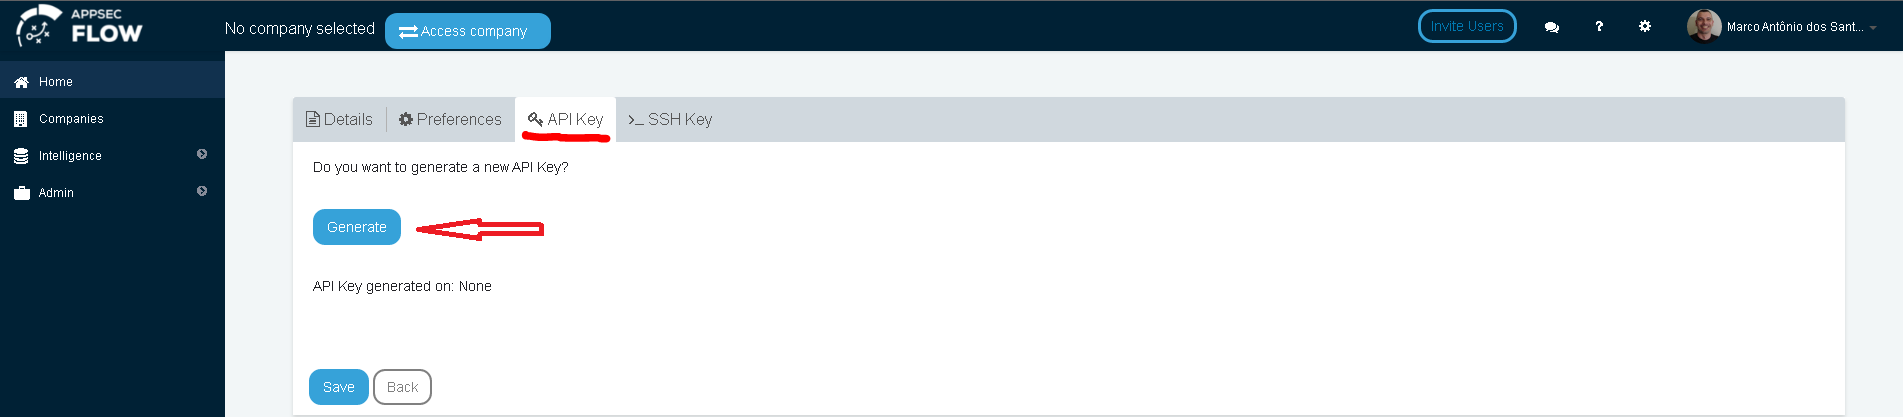 APPSEC
FLOW
No company selected
Access company
Invite Users
?
Marco Antônio dos Sant...
Home
Companies
Intelligence
Admin
Details
Preferences
API Key
>_ SSH Key
Do you want to generate a new API Key?
Generate
API Key generated on: None
Save
Back